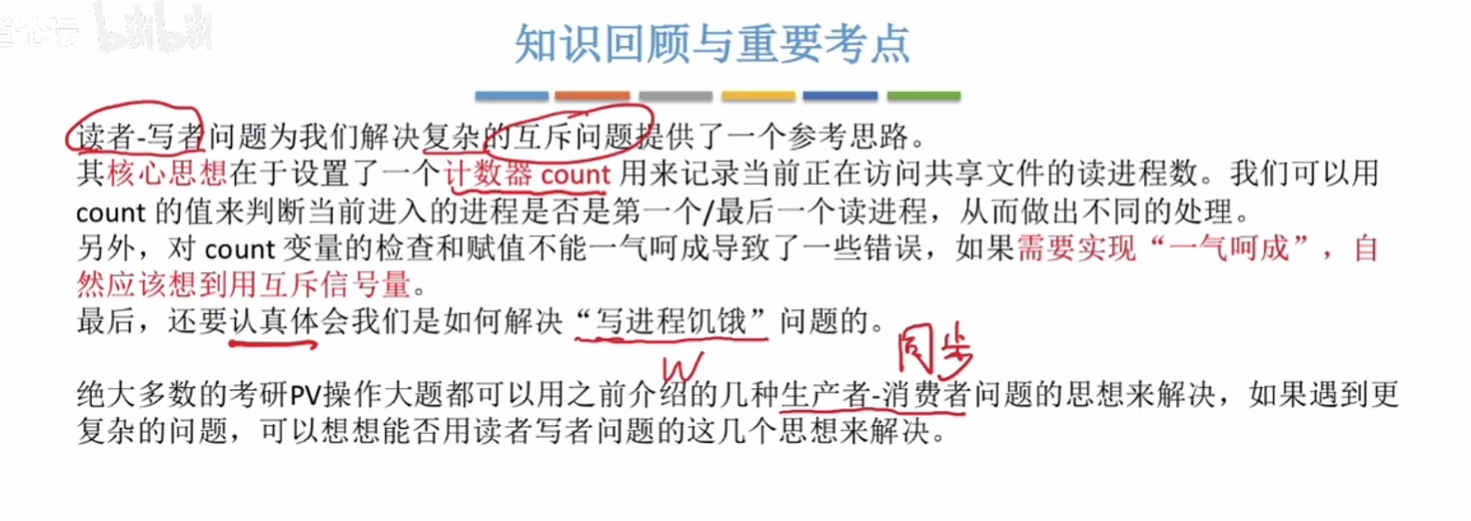 知识回顾与重要考点
读者-写者问题为我们解决复杂的互斥问题提供了一个参考思路。
其核心思想在于设置了一个计数器 count 用来记录当前正在访问共享文件的读进程数。我们可以用
count 的值来判断当前进入的进程是否是第一个/最后一个读进程，从而做出不同的处理。
另外，对 count 变量的检查和赋值不能一气呵成导致了一些错误，如果需要实现“一气呵成”，自
然应该想到用互斥信号量。
最后，还要认真体会我们是如何解决“写进程饥饿”问题的。
同步
W
绝大多数的考研PV操作大题都可以用之前介绍的几种生产者-消费者问题的思想来解决，如果遇到更
复杂的问题，可以想想能否用读者写者问题的这几个思想来解决。